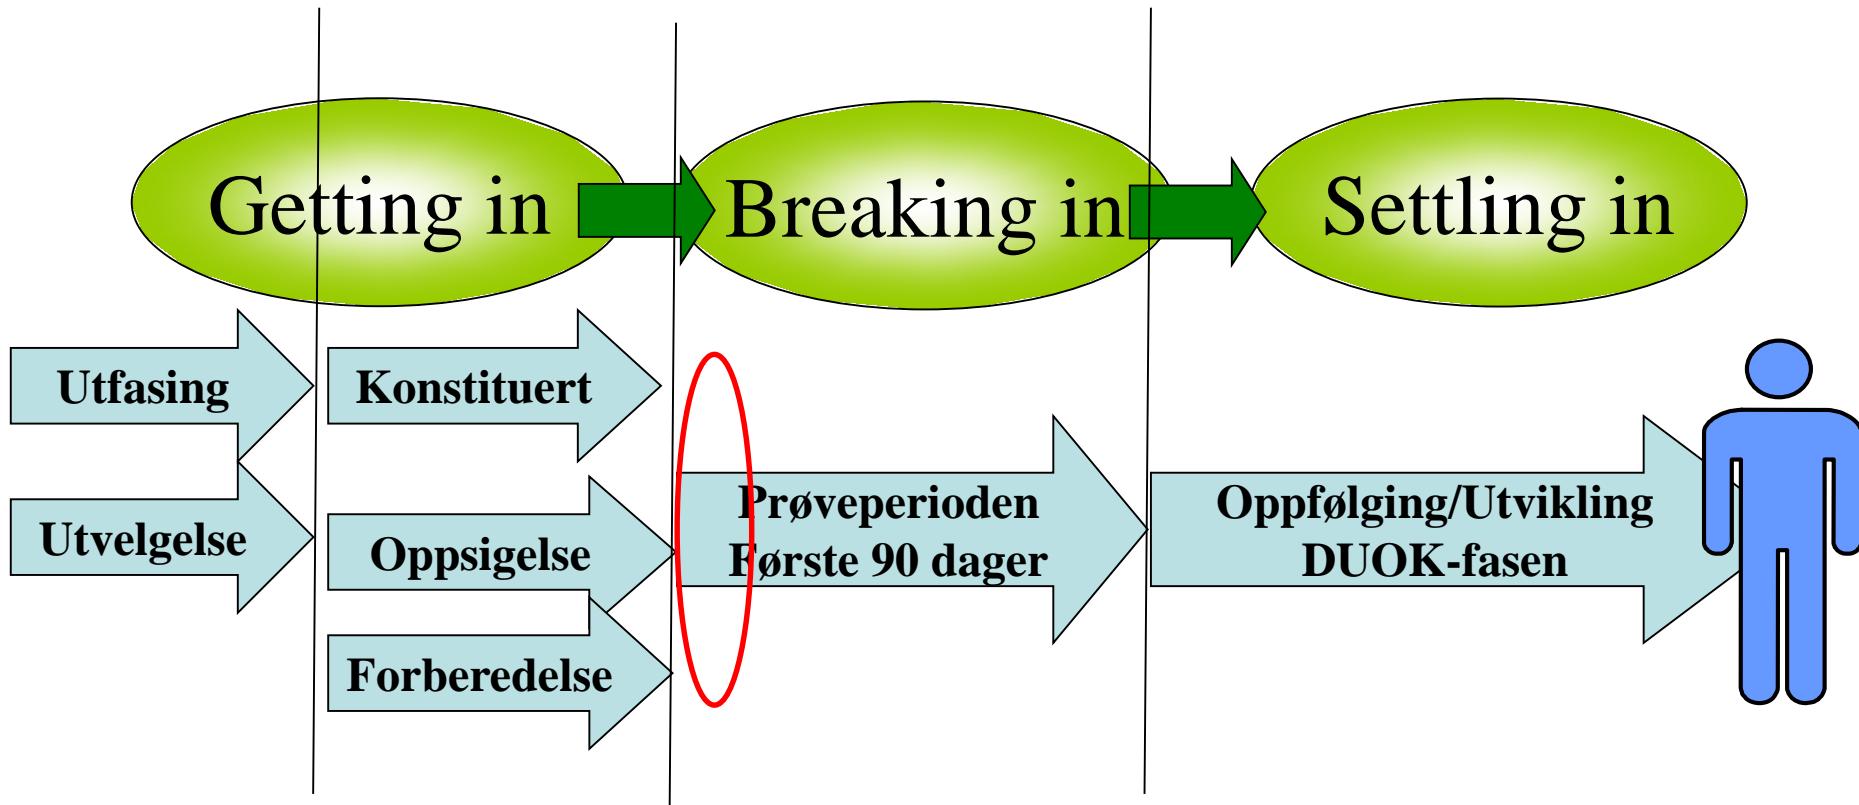 Getting in
Breaking in
Settling in
Utfasing
Konstituert
Utvelgelse
Oppsigelse
Forberedelse
Prøveperioden
Første 90 dager
Oppfølging/Utvikling
DUOK-fasen